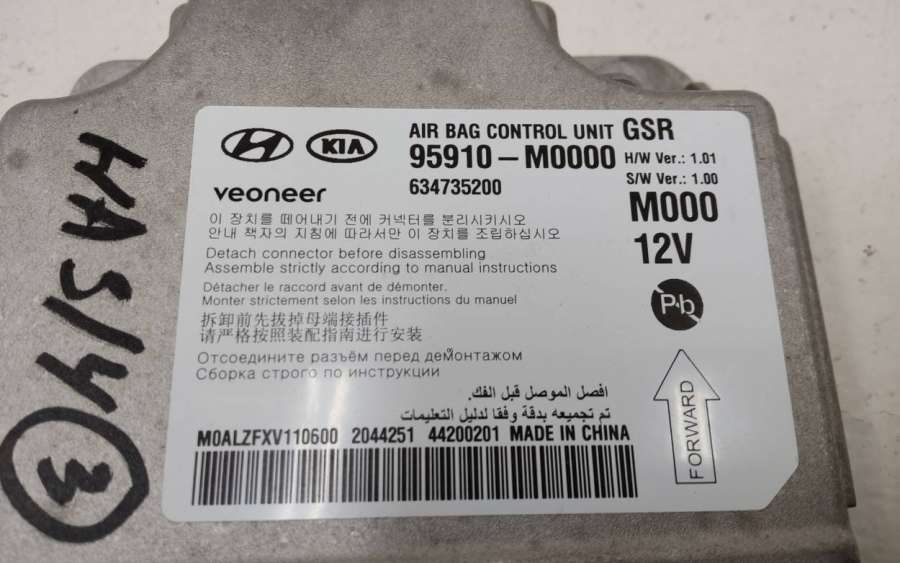 HA S/Y
3
KIA
AIR BAG CONTROL UNIT GSR
95910-M0000 H/W Ver.: 1.01
634735200 S/W Ver.: 1.00
M000
12V
Pb
veoneer
이 장치를 떼어내기 전에 커넥터를 분리시키시오
안내 책자의 지침에 따라서만 이 장치를 조립하십시오
Detach connector before disassembling
Assemble strictly according to manual instructions
Détacher le raccord avant de démonter.
Monter strictement selon les instructions du manuel
拆卸前先拔掉母端接插件
请严格按照装配指南进行安装
Отсоедините разъём перед демонтажом
Сборка строго по инструкции
افصل الموصل قبل الفك.
تم تجميعه بدقة وفقا لدليل التعليمات
FORWARD
M0ALZFXV110600 2044251 44200201 MADE IN CHINA